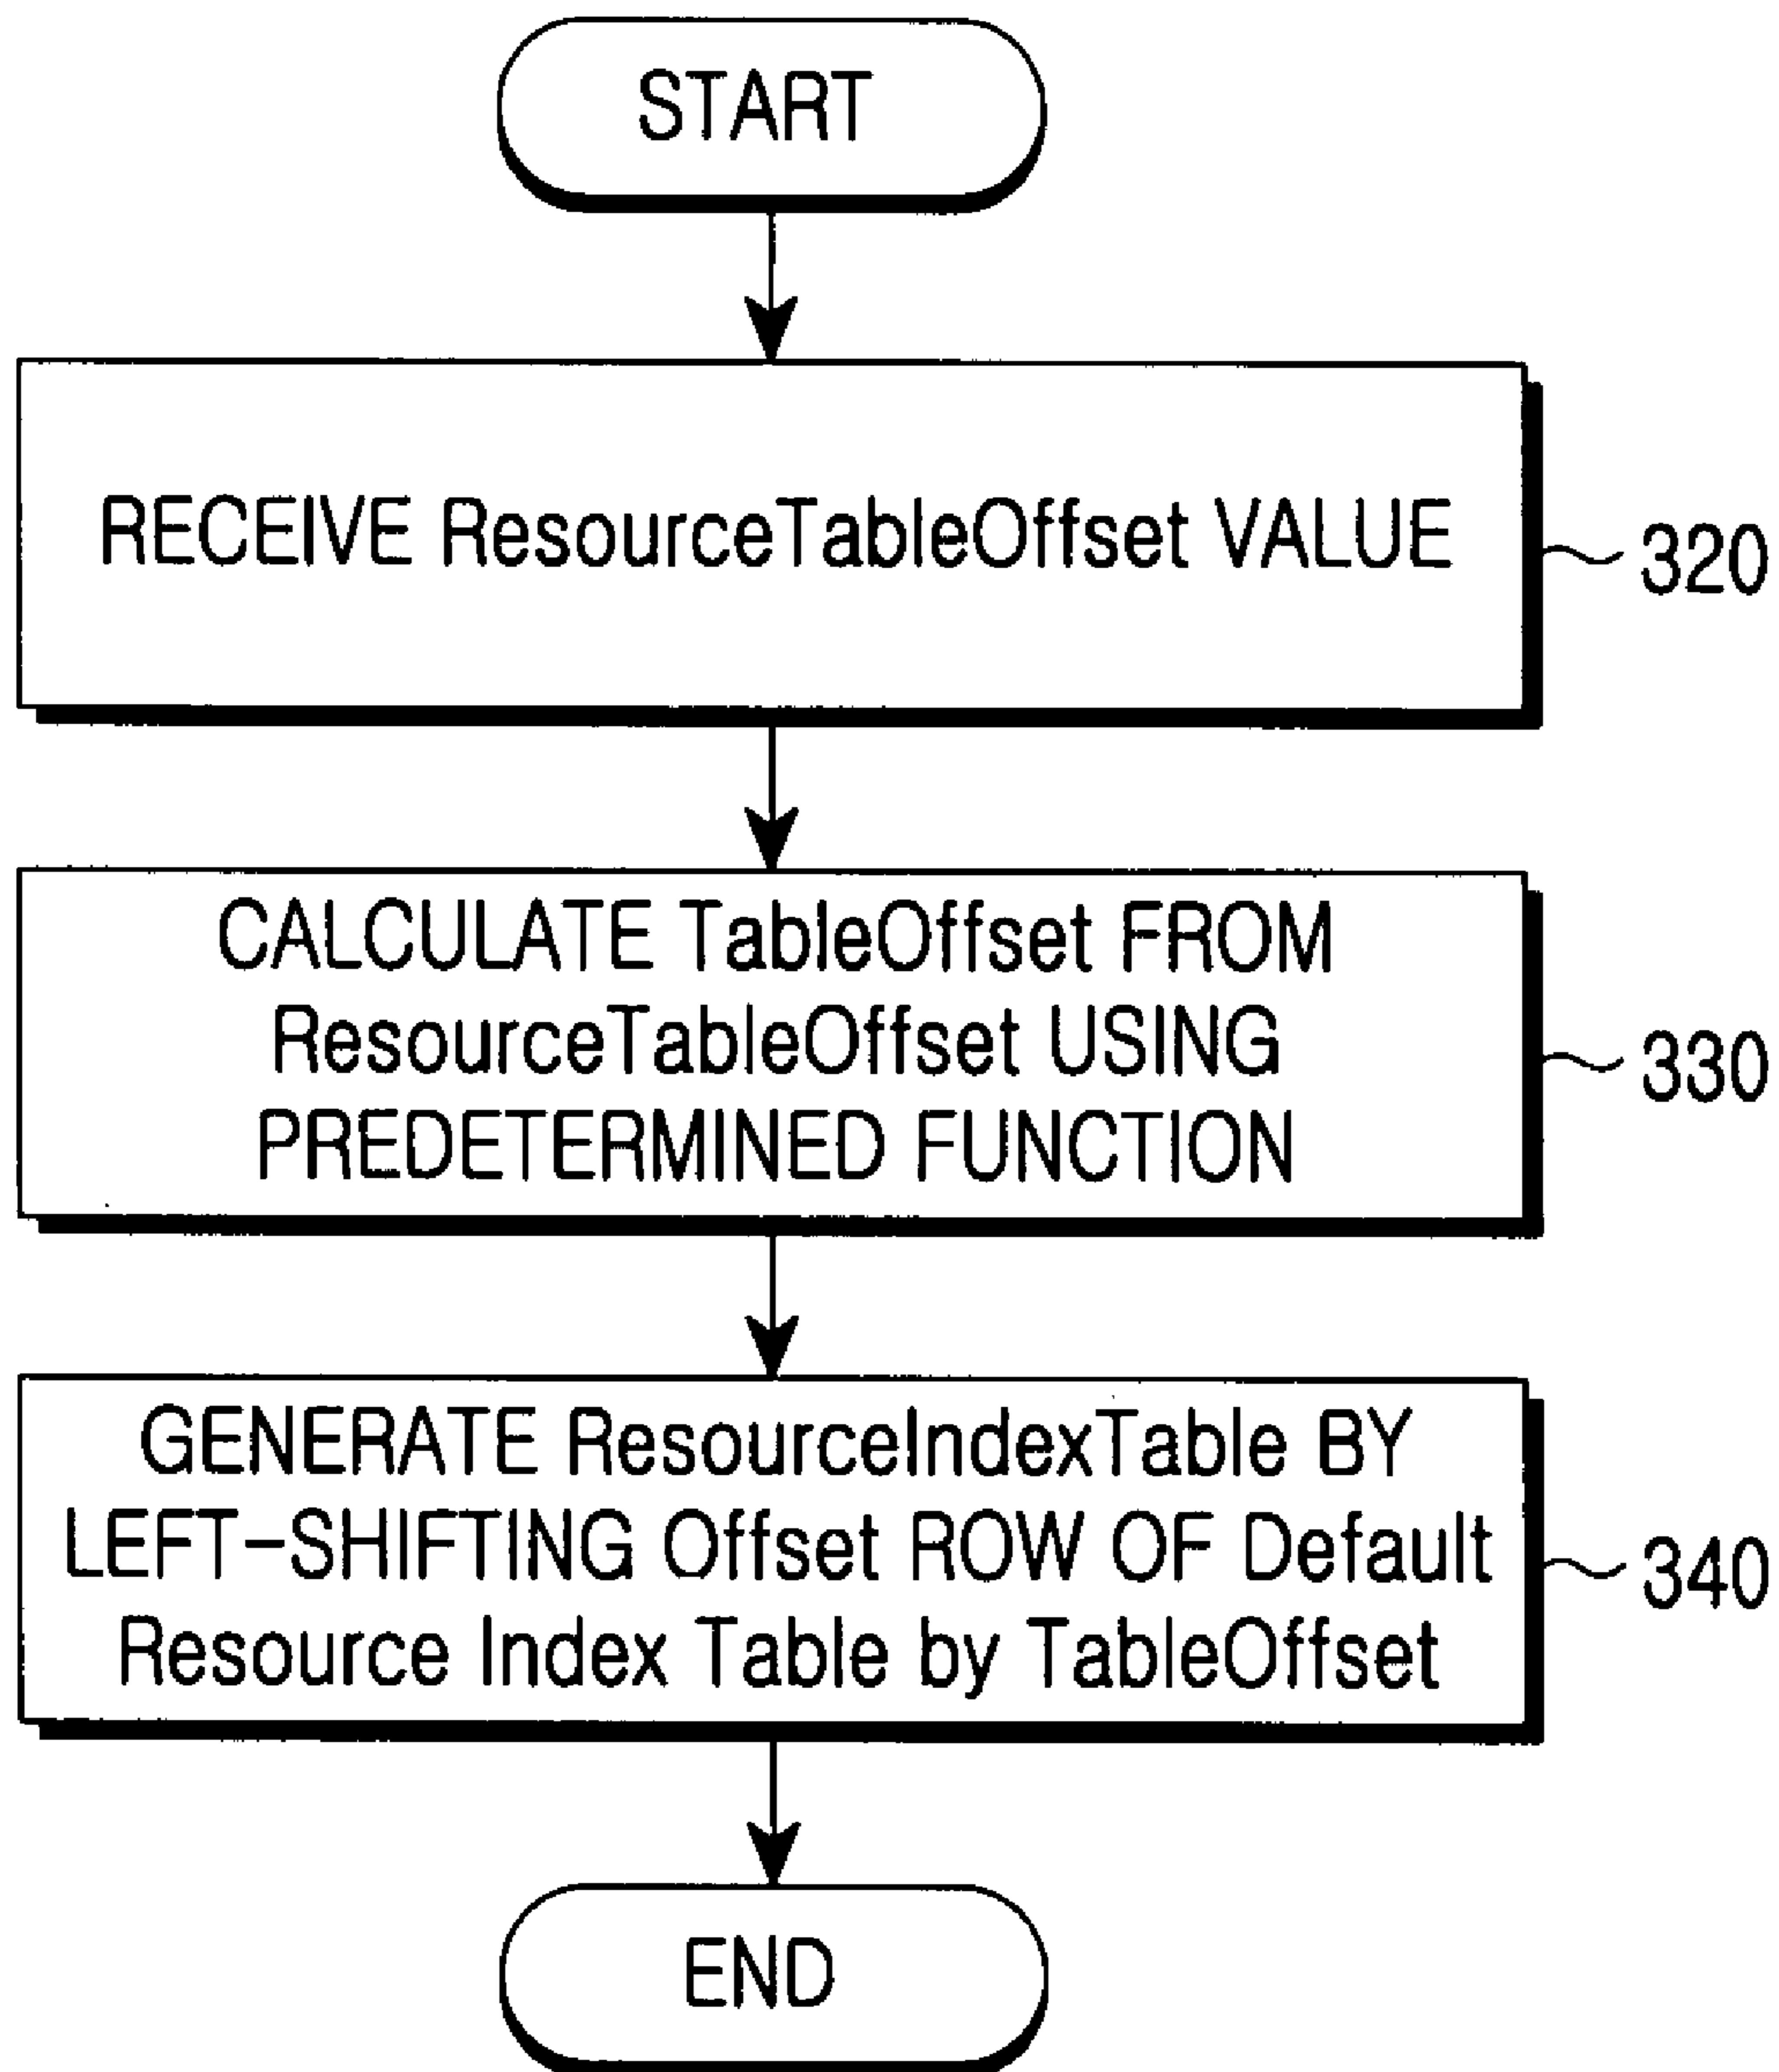 START
RECEIVE ResourceTableOffset VALUE
320
CALCULATE TableOffset FROM
ResourceTableOffset USING
PREDETERMINED FUNCTION
330
GENERATE ResourceIndexTable BY
LEFT-SHIFTING Offset ROW OF Default
Resource Index Table by TableOffset
340
END